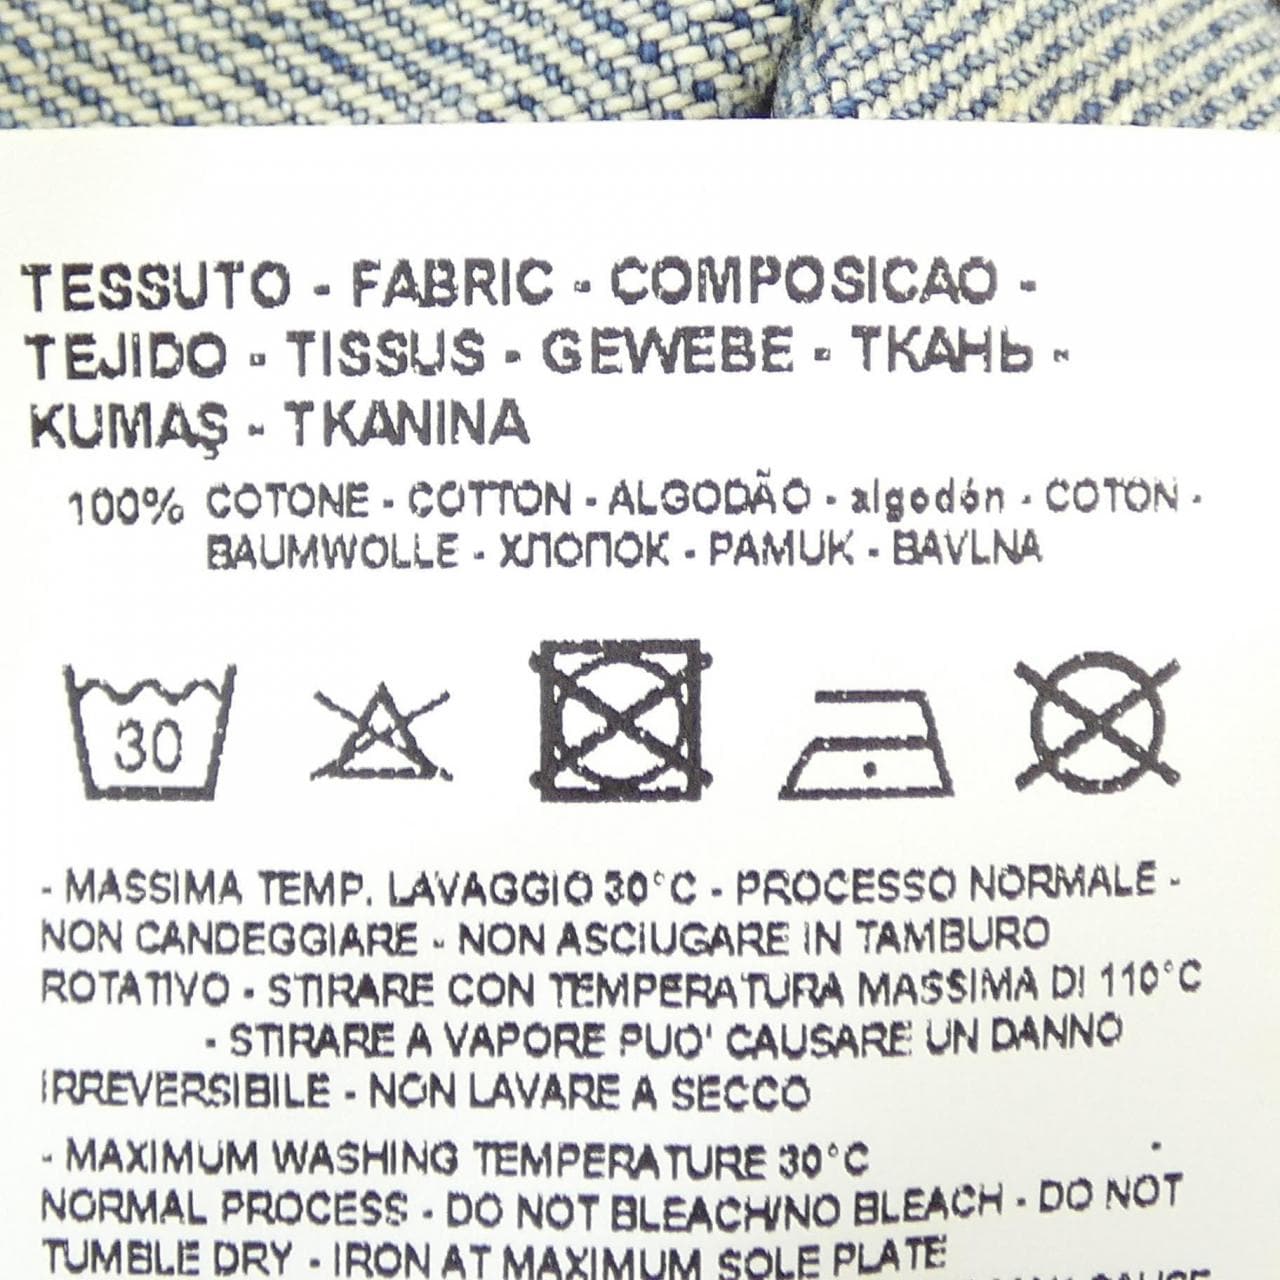 TESSUTO - FABRIC - COMPOSICAO -
TEJIDO - TISSUS - GEWEBE - ТКАНЬ -
KUMAŞ - TKANINA
100% COTONE - COTTON - ALGODÃO - algodón - COTON -
BAUMWOLLE - ХЛОПОК - PAMUK - BAVLNA
30
- MASSIMA TEMP. LAVAGGIO 30°C - PROCESSO NORMALE -
NON CANDEGGIARE - NON ASCIUGARE IN TAMBURO
ROTATIVO - STIRARE CON TEMPERATURA MASSIMA DI 110°C
- STIRARE A VAPORE PUO' CAUSARE UN DANNO
IRREVERSIBILE - NON LAVARE A SECCO
- MAXIMUM WASHING TEMPERATURE 30°C -
NORMAL PROCESS - DO NOT BLEACH/NO BLEACH - DO NOT
TUMBLE DRY - IRON AT MAXIMUM SOLE PLATE